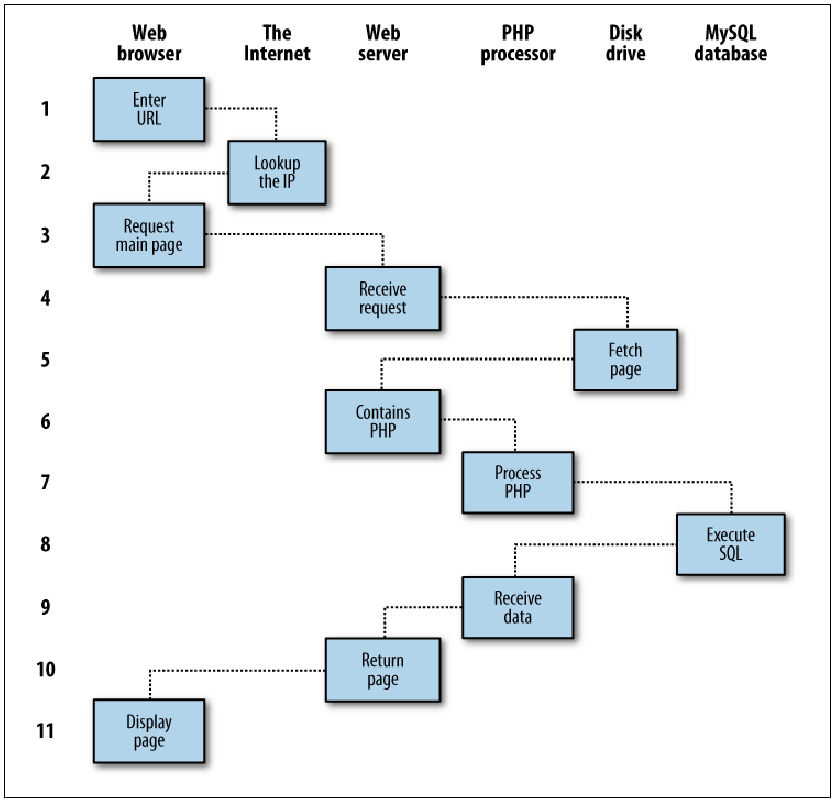 Web
browser
The
Internet
Web
server
PHP
processor
Disk
drive
MySQL
database
1
Enter
URL
2
Lookup
the IP
3
Request
main page
4
Receive
request
5
Fetch
page
6
Contains
PHP
7
Process
PHP
8
Execute
SQL
9
Receive
data
10
Return
page
11
Display
page